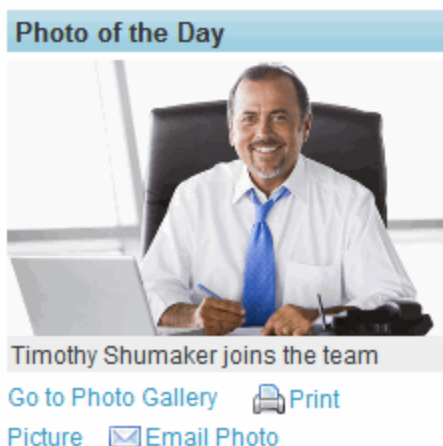 Photo of the Day
Timothy Shumaker joins the team
Go to Photo Gallery Print
Picture Email Photo